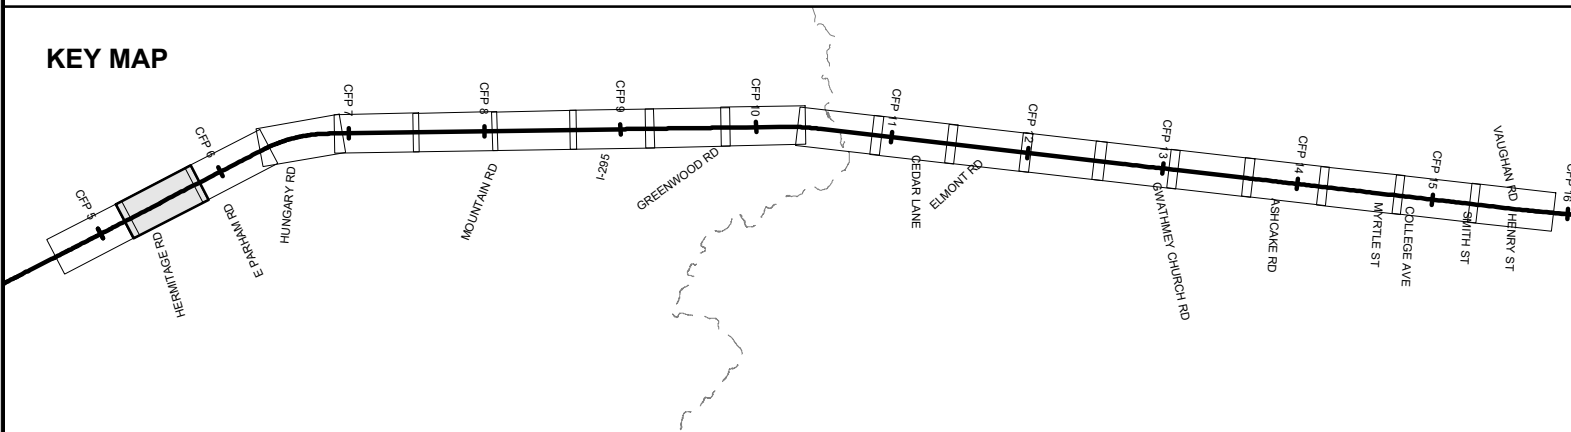 KEY MAP
CFP 5
CFP 6
CFP 7
CFP 8
CFP 9
CFP 10
CFP 11
CFP 12
CFP 13
CFP 14
CFP 15
CFP 16
HERMITAGE RD
E PARHAM RD
HUNGARY RD
MOUNTAIN RD
I-295
GREENWOOD RD
CEDAR LANE
ELMONT RD
GWATHMEY CHURCH RD
ASHCAKE RD
MYRTLE ST
COLLEGE AVE
SMITH ST
VAUGHAN RD
HENRY ST